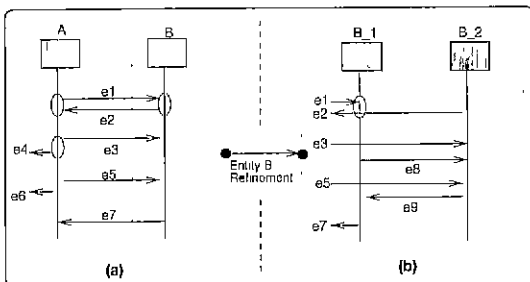 A
B
e1
e2
e3
e4
e5
e6
e7
(a)
Entity B
Refinement
B_1
B_2
e1
e2
e3
e8
e5
e9
e7
(b)